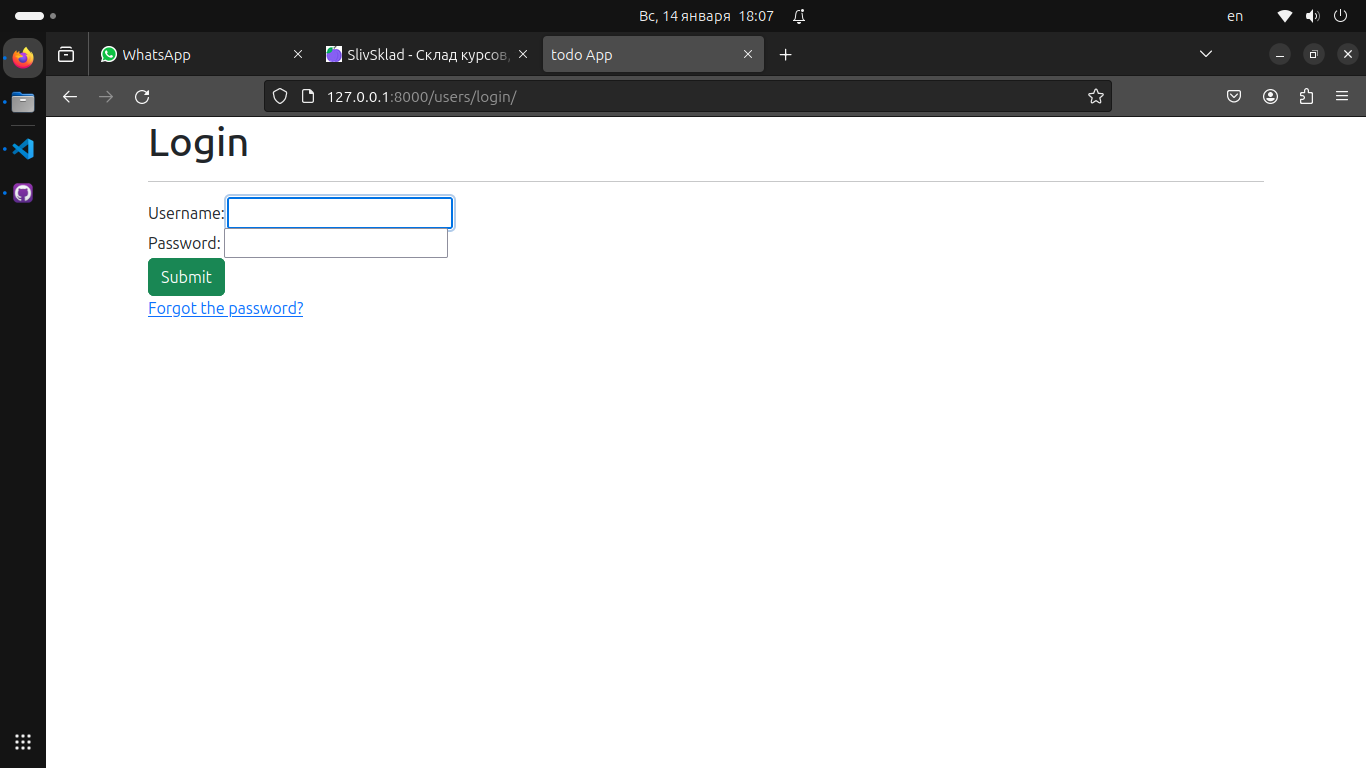 Вс, 14 января 18:07
en
WhatsApp
SlivSklad - Склад курсов,
todo App
127.0.0.1:8000/users/login/
Login
Username:
Password:
Submit
Forgot the password?